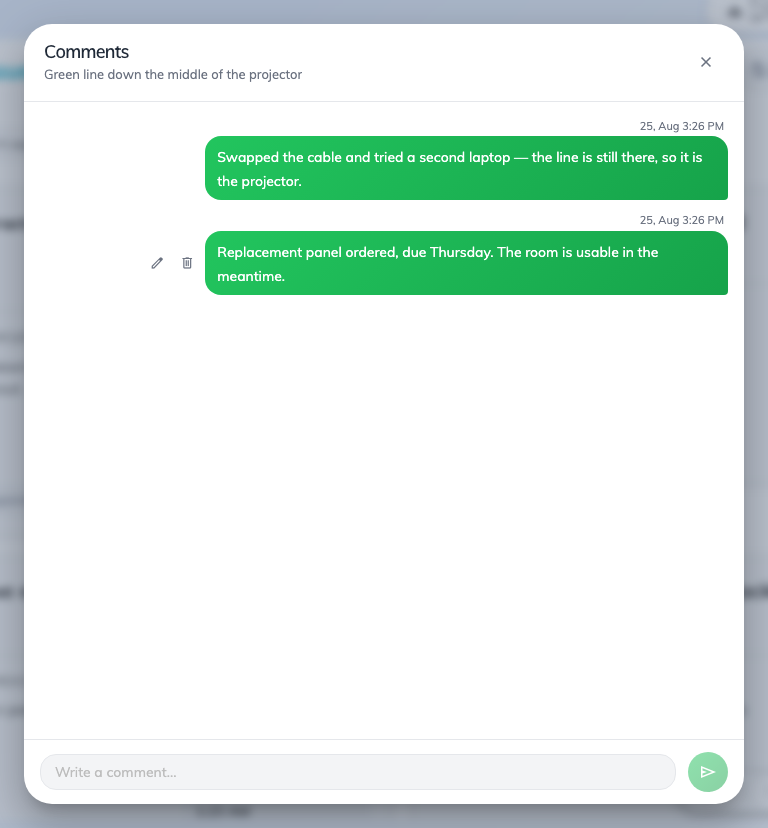 Comments
Green line down the middle of the projector
25, Aug 3:26 PM
Swapped the cable and tried a second laptop — the line is still there, so it is
the projector.
25, Aug 3:26 PM
Replacement panel ordered, due Thursday. The room is usable in the
meantime.
Write a comment...